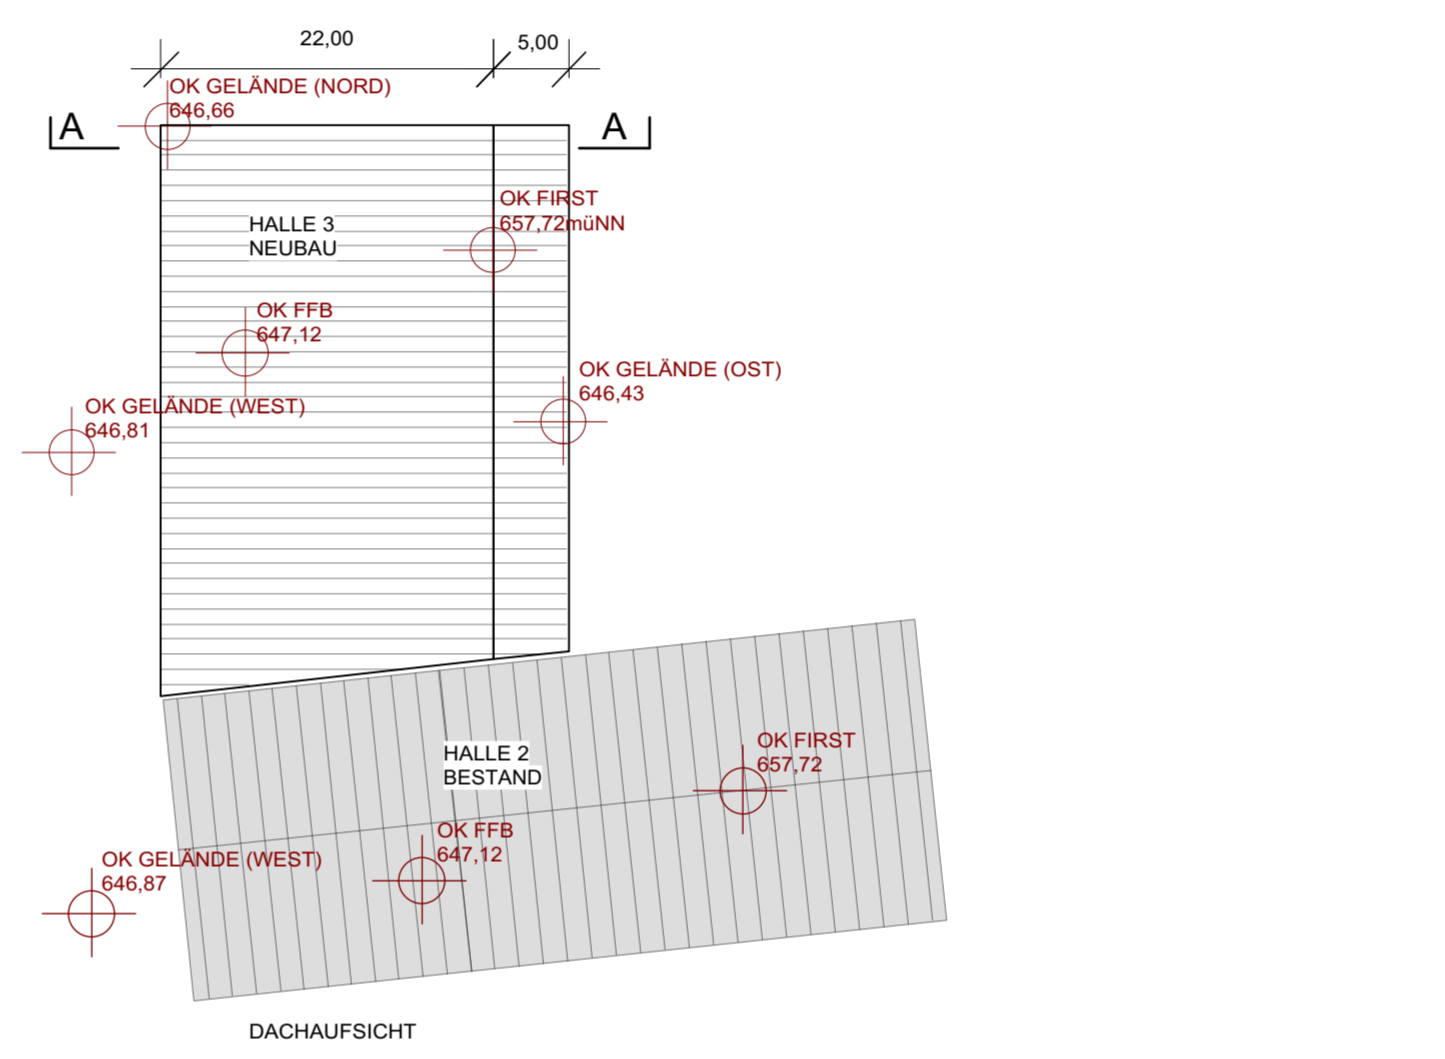 22,00
5,00
OK GELÄNDE (NORD)
646,66
A
A
OK FIRST
657,72müNN
HALLE 3
NEUBAU
OK FFB
647,12
OK GELÄNDE (OST)
646,43
OK GELÄNDE (WEST)
646,81
OK FIRST
657,72
HALLE 2
BESTAND
OK FFB
647,12
OK GELÄNDE (WEST)
646,87
DACHAUFSICHT